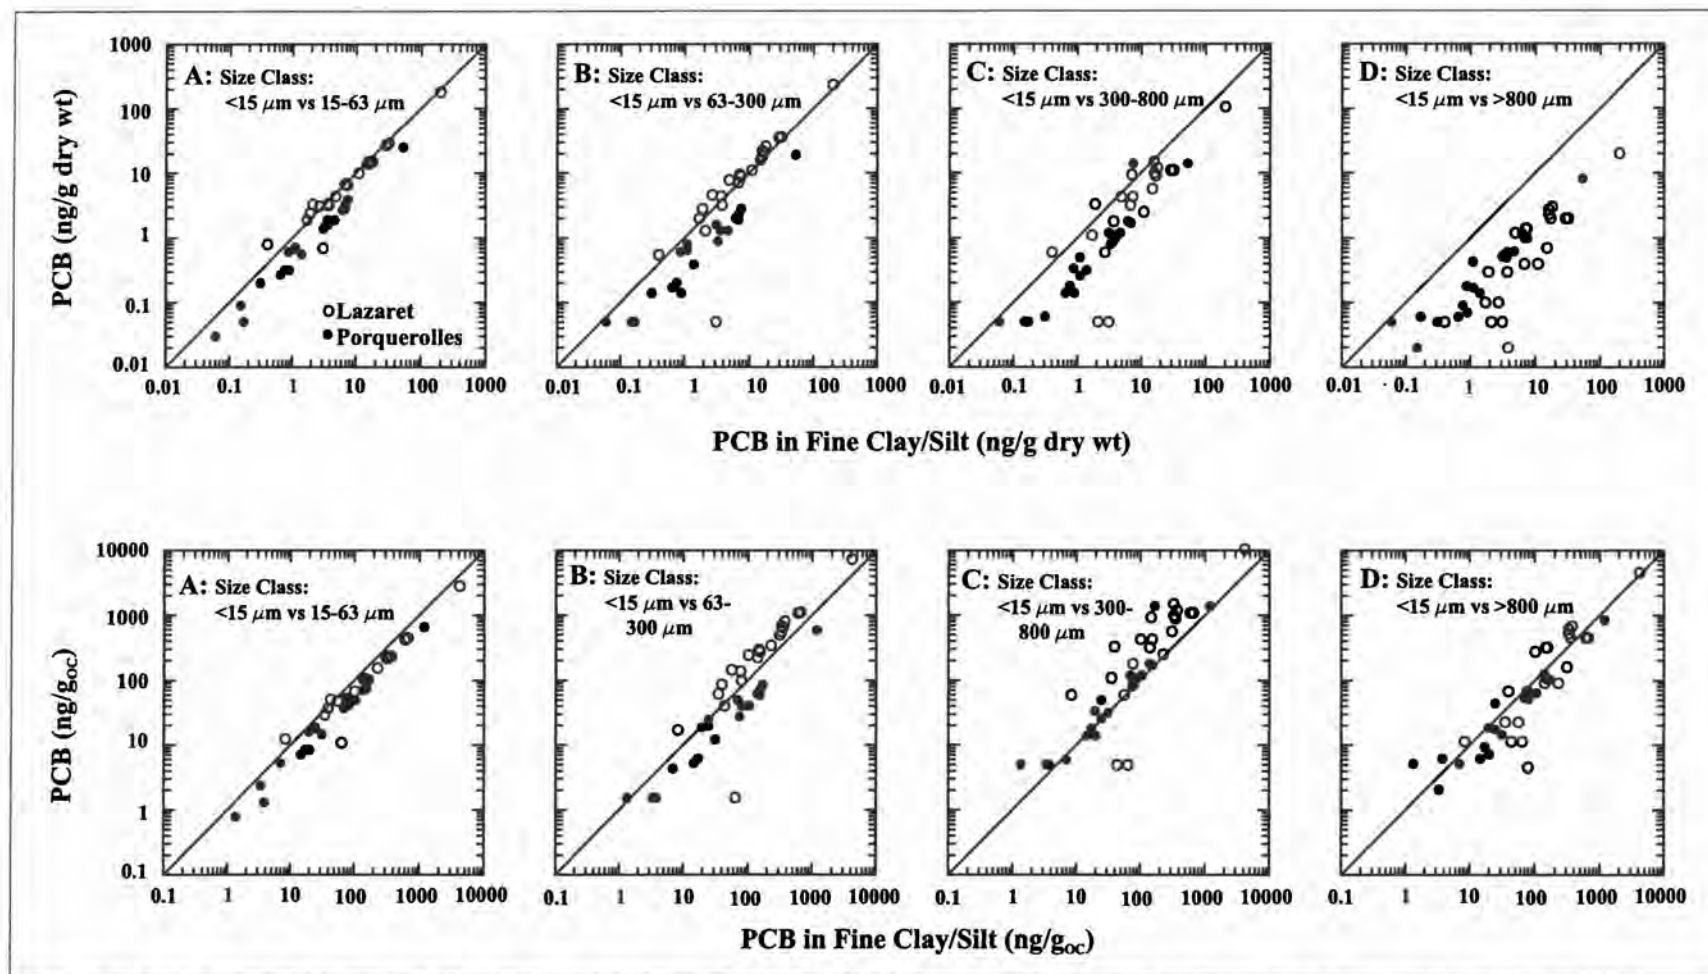 PCB (ng/g dry wt)
1000
100
10
1
0.1
0.01
A: Size Class:
<15 μm vs 15-63 μm
Lazaret
Porquerolles
0.01 0.1 1 10 100 1000
B: Size Class:
<15 μm vs 63-300 μm
0.01 0.1 1 10 100 1000
C: Size Class:
<15 μm vs 300-800 μm
0.01 0.1 1 10 100 1000
D: Size Class:
<15 μm vs >800 μm
0.01 0.1 1 10 100 1000
PCB in Fine Clay/Silt (ng/g dry wt)
PCB (ng/goc)
10000
1000
100
10
1
0.1
A: Size Class:
<15 μm vs 15-63 μm
0.1 1 10 100 1000 10000
B: Size Class:
<15 μm vs 63-
300 μm
0.1 1 10 100 1000 10000
C: Size Class:
<15 μm vs 300-
800 μm
0.1 1 10 100 1000 10000
D: Size Class:
<15 μm vs >800 μm
0.1 1 10 100 1000 10000
PCB in Fine Clay/Silt (ng/goc)